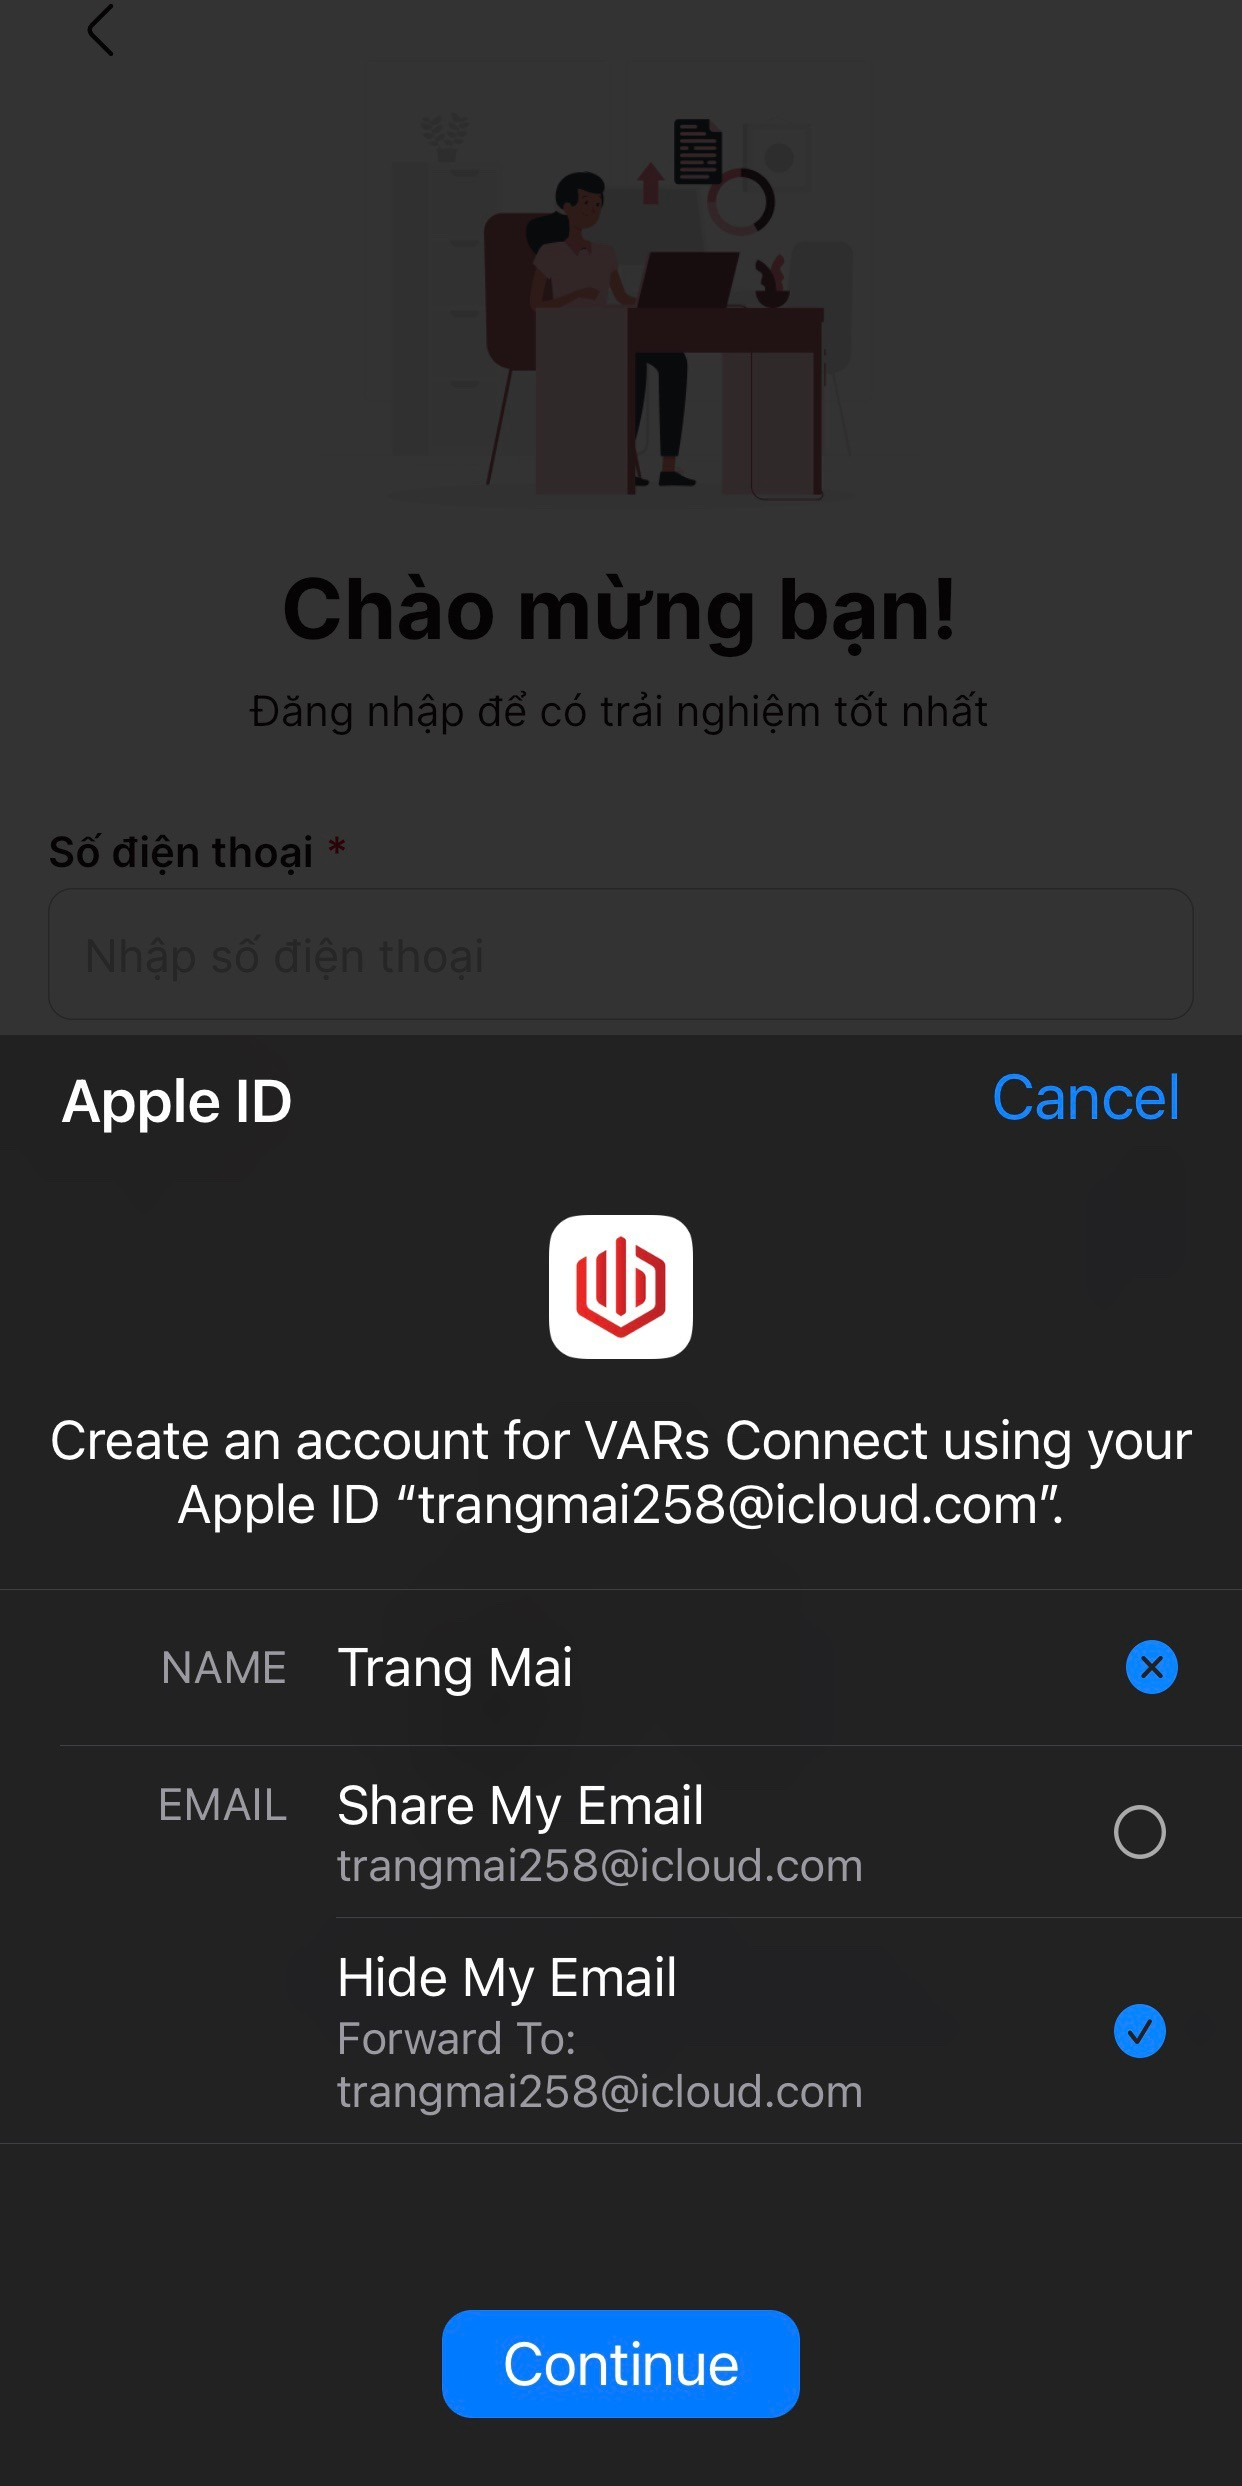 Chào mừng bạn!
Đăng nhập để có trải nghiệm tốt nhất
Số điện thoại *
Nhập số điện thoại
Apple ID
Cancel
Create an account for VARs Connect using your
Apple ID “trangmai258@icloud.com”.
NAME Trang Mai
EMAIL Share My Email
trangmai258@icloud.com
Hide My Email
Forward To:
trangmai258@icloud.com
Continue